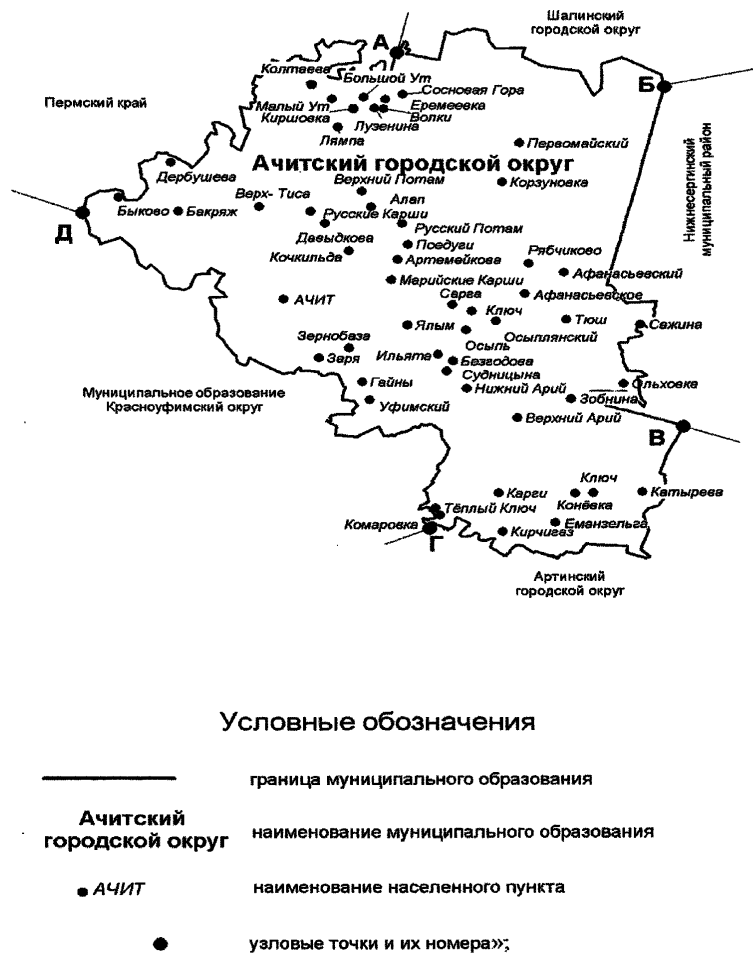 Шалинский
городской округ
А
Колтаева
Большой Ут
Б
Сосновая Гора
Пермский край
Малый Ут
Еремеевка
Киршовка
Волки
Лузенина
Лямпа
Первомайский
Ачитский городской округ
Дербушева
Верхний Потам
Корзуновка
Нижнесергинский
муниципальный район
Верх- Тиса
Алап
Быково
Бакряж
Русские Карши
Д
Русский Потам
Давыдкова
Поедуги
Кочкильда
Артемейкова
Рябчиково
Афанасьевский
Марийские Карши
АЧИТ
Сарга
Афанасьевское
Ключ
Тюш
Сажина
Ялым
Осыплянский
Зернобаза
Осыпь
Заря
Ильята
Безгодова
Судницына
Гайны
Нижний Арий
Ольховка
Муниципальное образование
Красноуфимский округ
Зобнина
Уфимский
Верхний Арий
В
Ключ
Карги
Катырева
Конёвка
Тёплый Ключ
Комаровка
Еманзельга
Кирчигаз
Г
Артинский
городской округ
Условные обозначения
граница муниципального образования
Ачитский
городской округ
наименование муниципального образования
АЧИТ
наименование населенного пункта
узловые точки и их номера»;